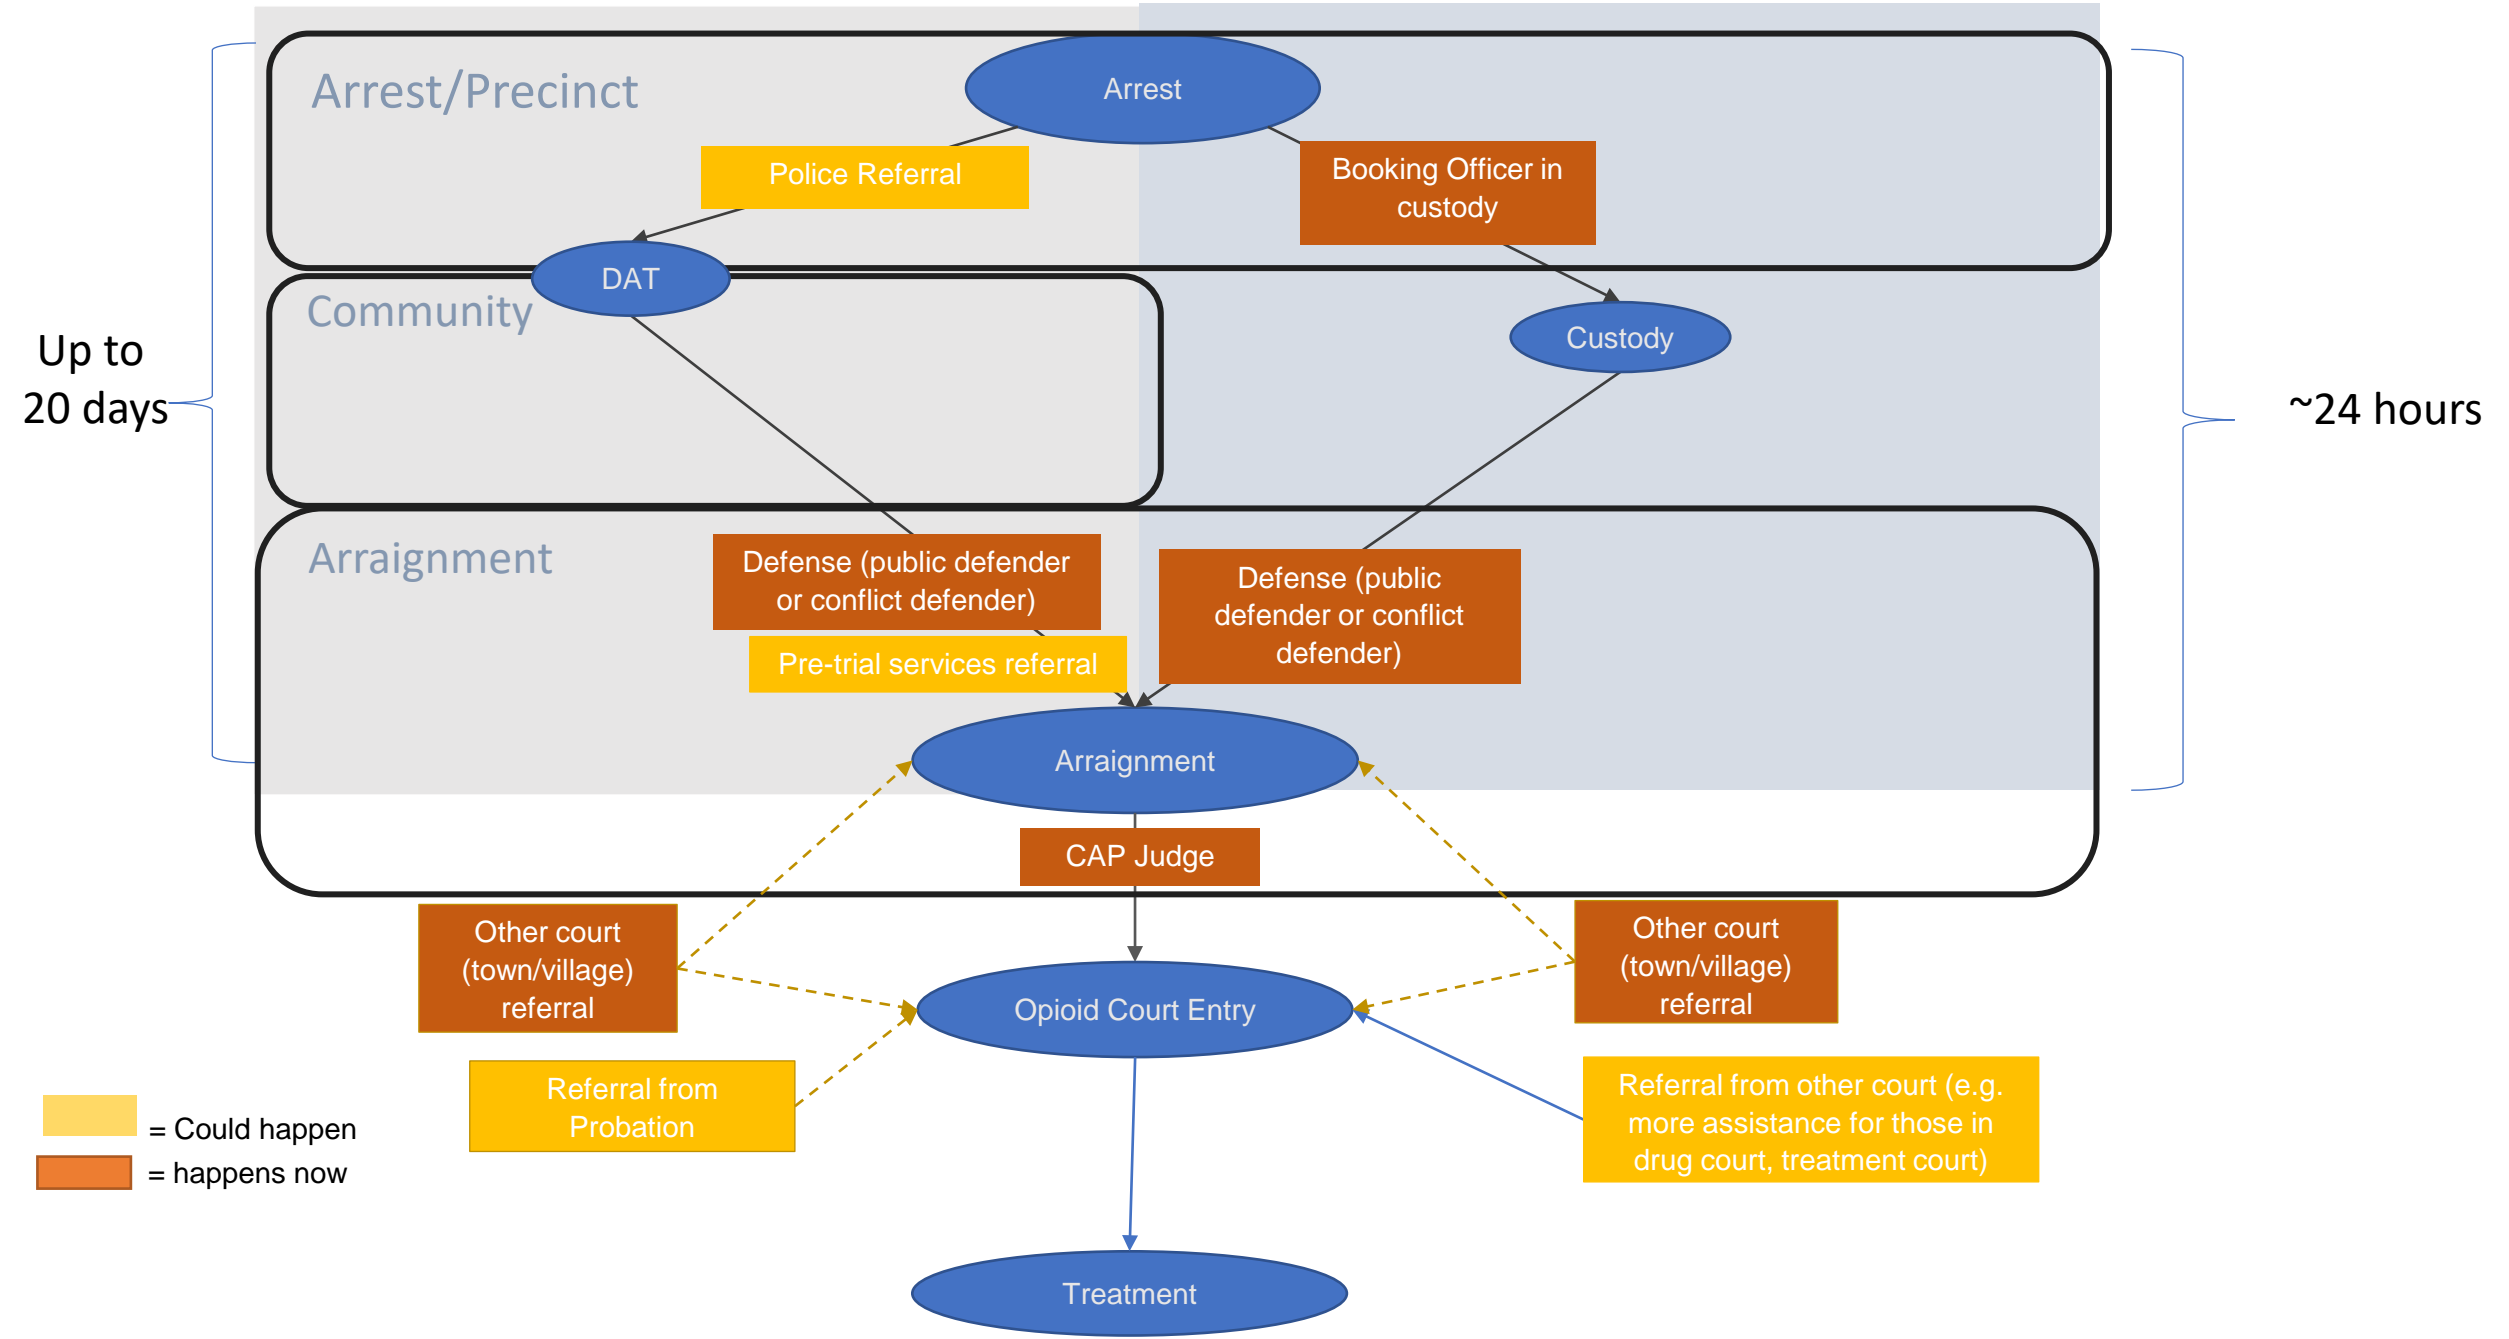 Arrest/Precinct
Arrest
Police Referral
Booking Officer in
custody
DAT
Community
Custody
Up to
20 days
~24 hours
Arraignment
Defense (public defender
or conflict defender)
Defense (public
defender or conflict
defender)
Pre-trial services referral
Arraignment
CAP Judge
Other court
(town/village)
referral
Other court
(town/village)
referral
Opioid Court Entry
Referral from
Probation
Referral from other court (e.g.
more assistance for those in
drug court, treatment court)
= Could happen
= happens now
Treatment